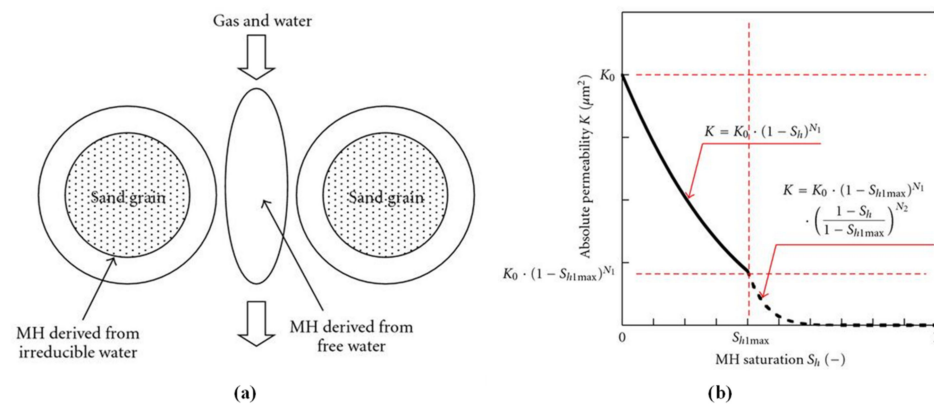 Gas and water
Sand grain
Sand grain
MH derived from
irreducible water
MH derived from
free water
(a)
Absolute permeability K (μm²)
K₀
K = K₀ · (1 − Sₕ)^N₁
K = K₀ · (1 − Sₕ₁ₘₐₓ)^N₁
· ((1 − Sₕ)/(1 − Sₕ₁ₘₐₓ))^N₂
K₀ · (1 − Sₕ₁ₘₐₓ)^N₁
0
Sₕ₁ₘₐₓ
MH saturation Sₕ (−)
(b)